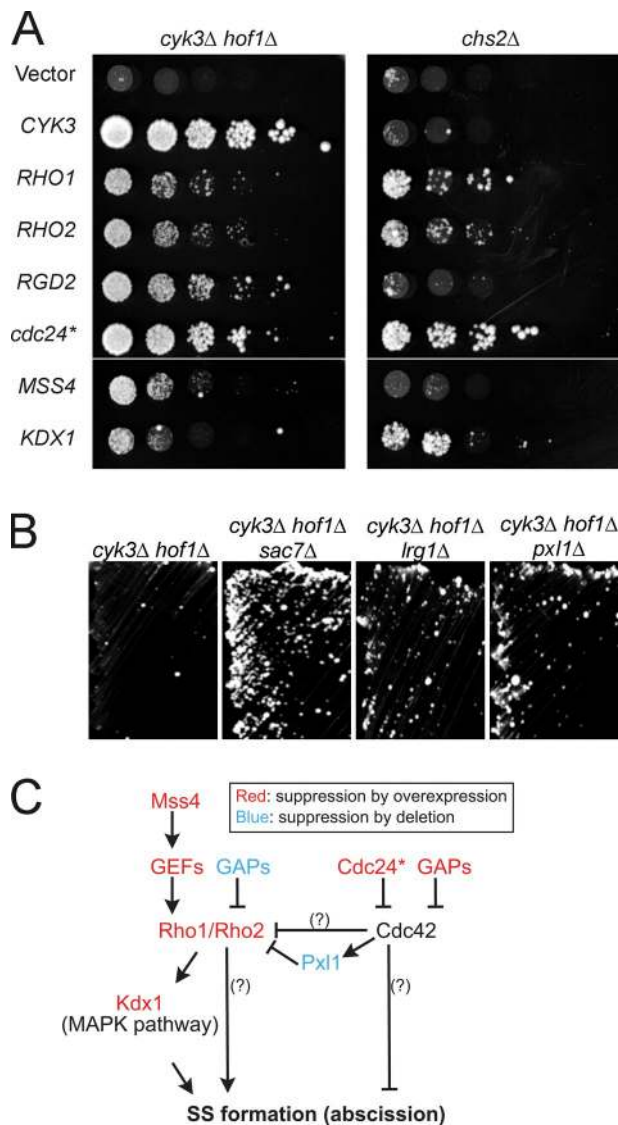 A
cyk3Δ hof1Δ
chs2Δ
Vector
CYK3
RHO1
RHO2
RGD2
cdc24*
MSS4
KDX1
B
cyk3Δ hof1Δ
cyk3Δ hof1Δ
sac7Δ
cyk3Δ hof1Δ
lrg1Δ
cyk3Δ hof1Δ
pxl1Δ
C
Mss4
Red: suppression by overexpression
Blue: suppression by deletion
GEFs GAPs Cdc24* GAPs
(?)
Rho1/Rho2 Cdc42
Pxl1
Kdx1
(MAPK pathway)
(?)
(?)
SS formation (abscission)